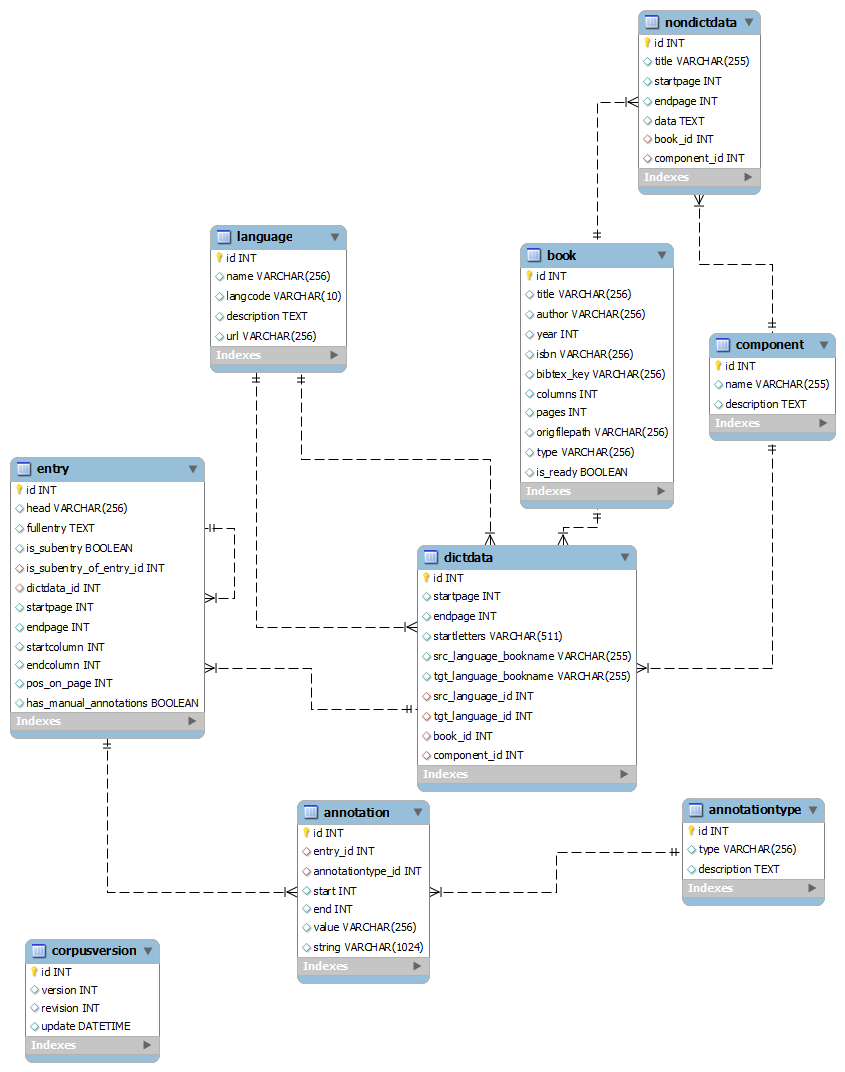 nondictdata
id INT
title VARCHAR(255)
startpage INT
endpage INT
data TEXT
book_id INT
component_id INT
Indexes
language
id INT
name VARCHAR(256)
langcode VARCHAR(10)
description TEXT
url VARCHAR(256)
Indexes
book
id INT
title VARCHAR(256)
author VARCHAR(256)
year INT
isbn VARCHAR(256)
bibtex_key VARCHAR(256)
columns INT
pages INT
origfilepath VARCHAR(256)
type VARCHAR(256)
is_ready BOOLEAN
Indexes
component
id INT
name VARCHAR(255)
description TEXT
Indexes
entry
id INT
head VARCHAR(256)
fullentry TEXT
is_subentry BOOLEAN
is_subentry_of_entry_id INT
dictdata_id INT
startpage INT
endpage INT
startcolumn INT
endcolumn INT
pos_on_page INT
has_manual_annotations BOOLEAN
Indexes
dictdata
id INT
startpage INT
endpage INT
startletters VARCHAR(511)
src_language_bookname VARCHAR(255)
tgt_language_bookname VARCHAR(255)
src_language_id INT
tgt_language_id INT
book_id INT
component_id INT
Indexes
annotation
id INT
entry_id INT
annotationtype_id INT
start INT
end INT
value VARCHAR(256)
string VARCHAR(1024)
Indexes
annotationtype
id INT
type VARCHAR(256)
description TEXT
Indexes
corpusversion
id INT
version INT
revision INT
update DATETIME
Indexes